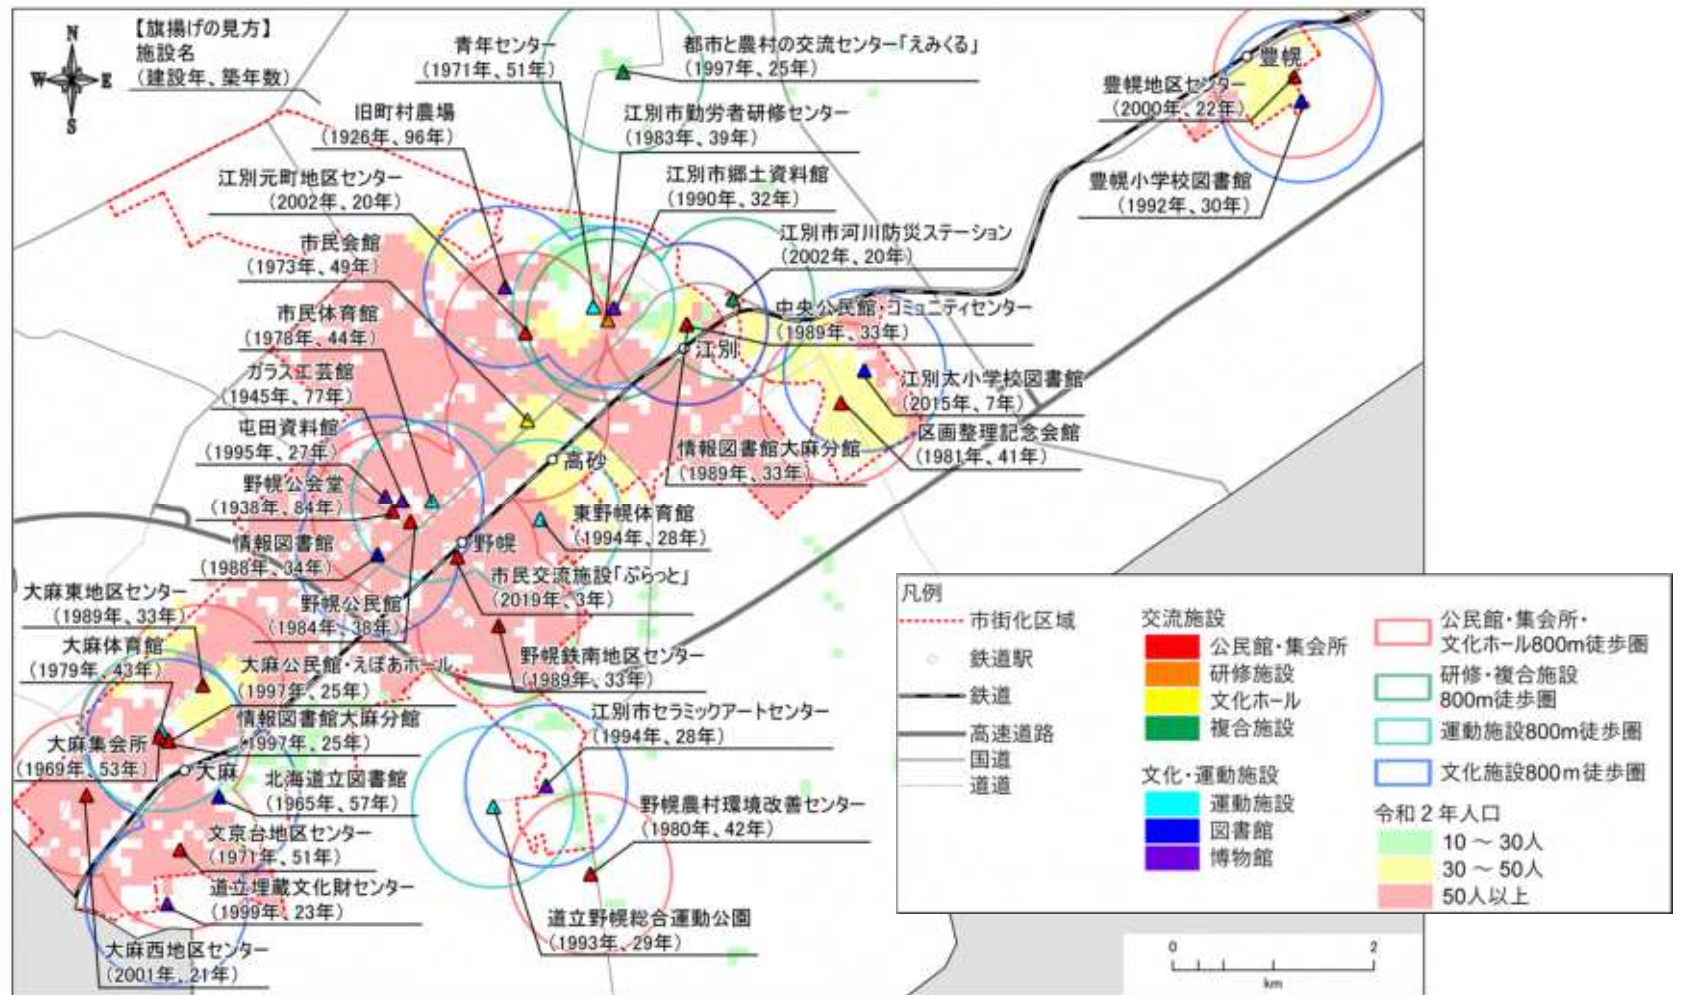 N
W E
S
【旗揚げの見方】
施設名
(建設年、築年数)
青年センター
(1971年、51年)
都市と農村の交流センター「えみくる」
(1997年、25年)
旧町村農場
(1926年、96年)
江別市勤労者研修センター
(1983年、39年)
江別元町地区センター
(2002年、20年)
江別市郷土資料館
(1990年、32年)
豊幌
豊幌地区センター
(2000年、22年)
豊幌小学校図書館
(1992年、30年)
市民会館
(1973年、49年)
江別市河川防災ステーション
(2002年、20年)
市民体育館
(1978年、44年)
中央公民館・コミュニティセンター
(1989年、33年)
江別
ガラス工芸館
(1945年、77年)
江別太小学校図書館
(2015年、7年)
屯田資料館
(1995年、27年)
区画整理記念会館
(1981年、41年)
情報図書館大麻分館
(1989年、33年)
高砂
野幌公会堂
(1938年、84年)
東野幌体育館
(1994年、28年)
情報図書館
(1988年、34年)
野幌
市民交流施設「ぷらっと」
(2019年、3年)
大麻東地区センター
(1989年、33年)
野幌公民館
(1984年、38年)
大麻体育館
(1979年、43年)
大麻公民館・えぽあホール
(1997年、25年)
野幌鉄南地区センター
(1989年、33年)
情報図書館大麻分館
(1997年、25年)
江別市セラミックアートセンター
(1994年、28年)
大麻集会所
(1969年、53年)
大麻
北海道立図書館
(1965年、57年)
野幌農村環境改善センター
(1980年、42年)
文京台地区センター
(1971年、51年)
道立埋蔵文化財センター
(1999年、23年)
道立野幌総合運動公園
(1993年、29年)
大麻西地区センター
(2001年、21年)
凡例
市街化区域
鉄道駅
鉄道
高速道路
国道
道道
交流施設
公民館・集会所
研修施設
文化ホール
複合施設
文化・運動施設
運動施設
図書館
博物館
公民館・集会所・
文化ホール800m徒歩圏
研修・複合施設
800m徒歩圏
運動施設800m徒歩圏
文化施設800m徒歩圏
令和2年人口
10 ～ 30人
30 ～ 50人
50人以上
0 2
km